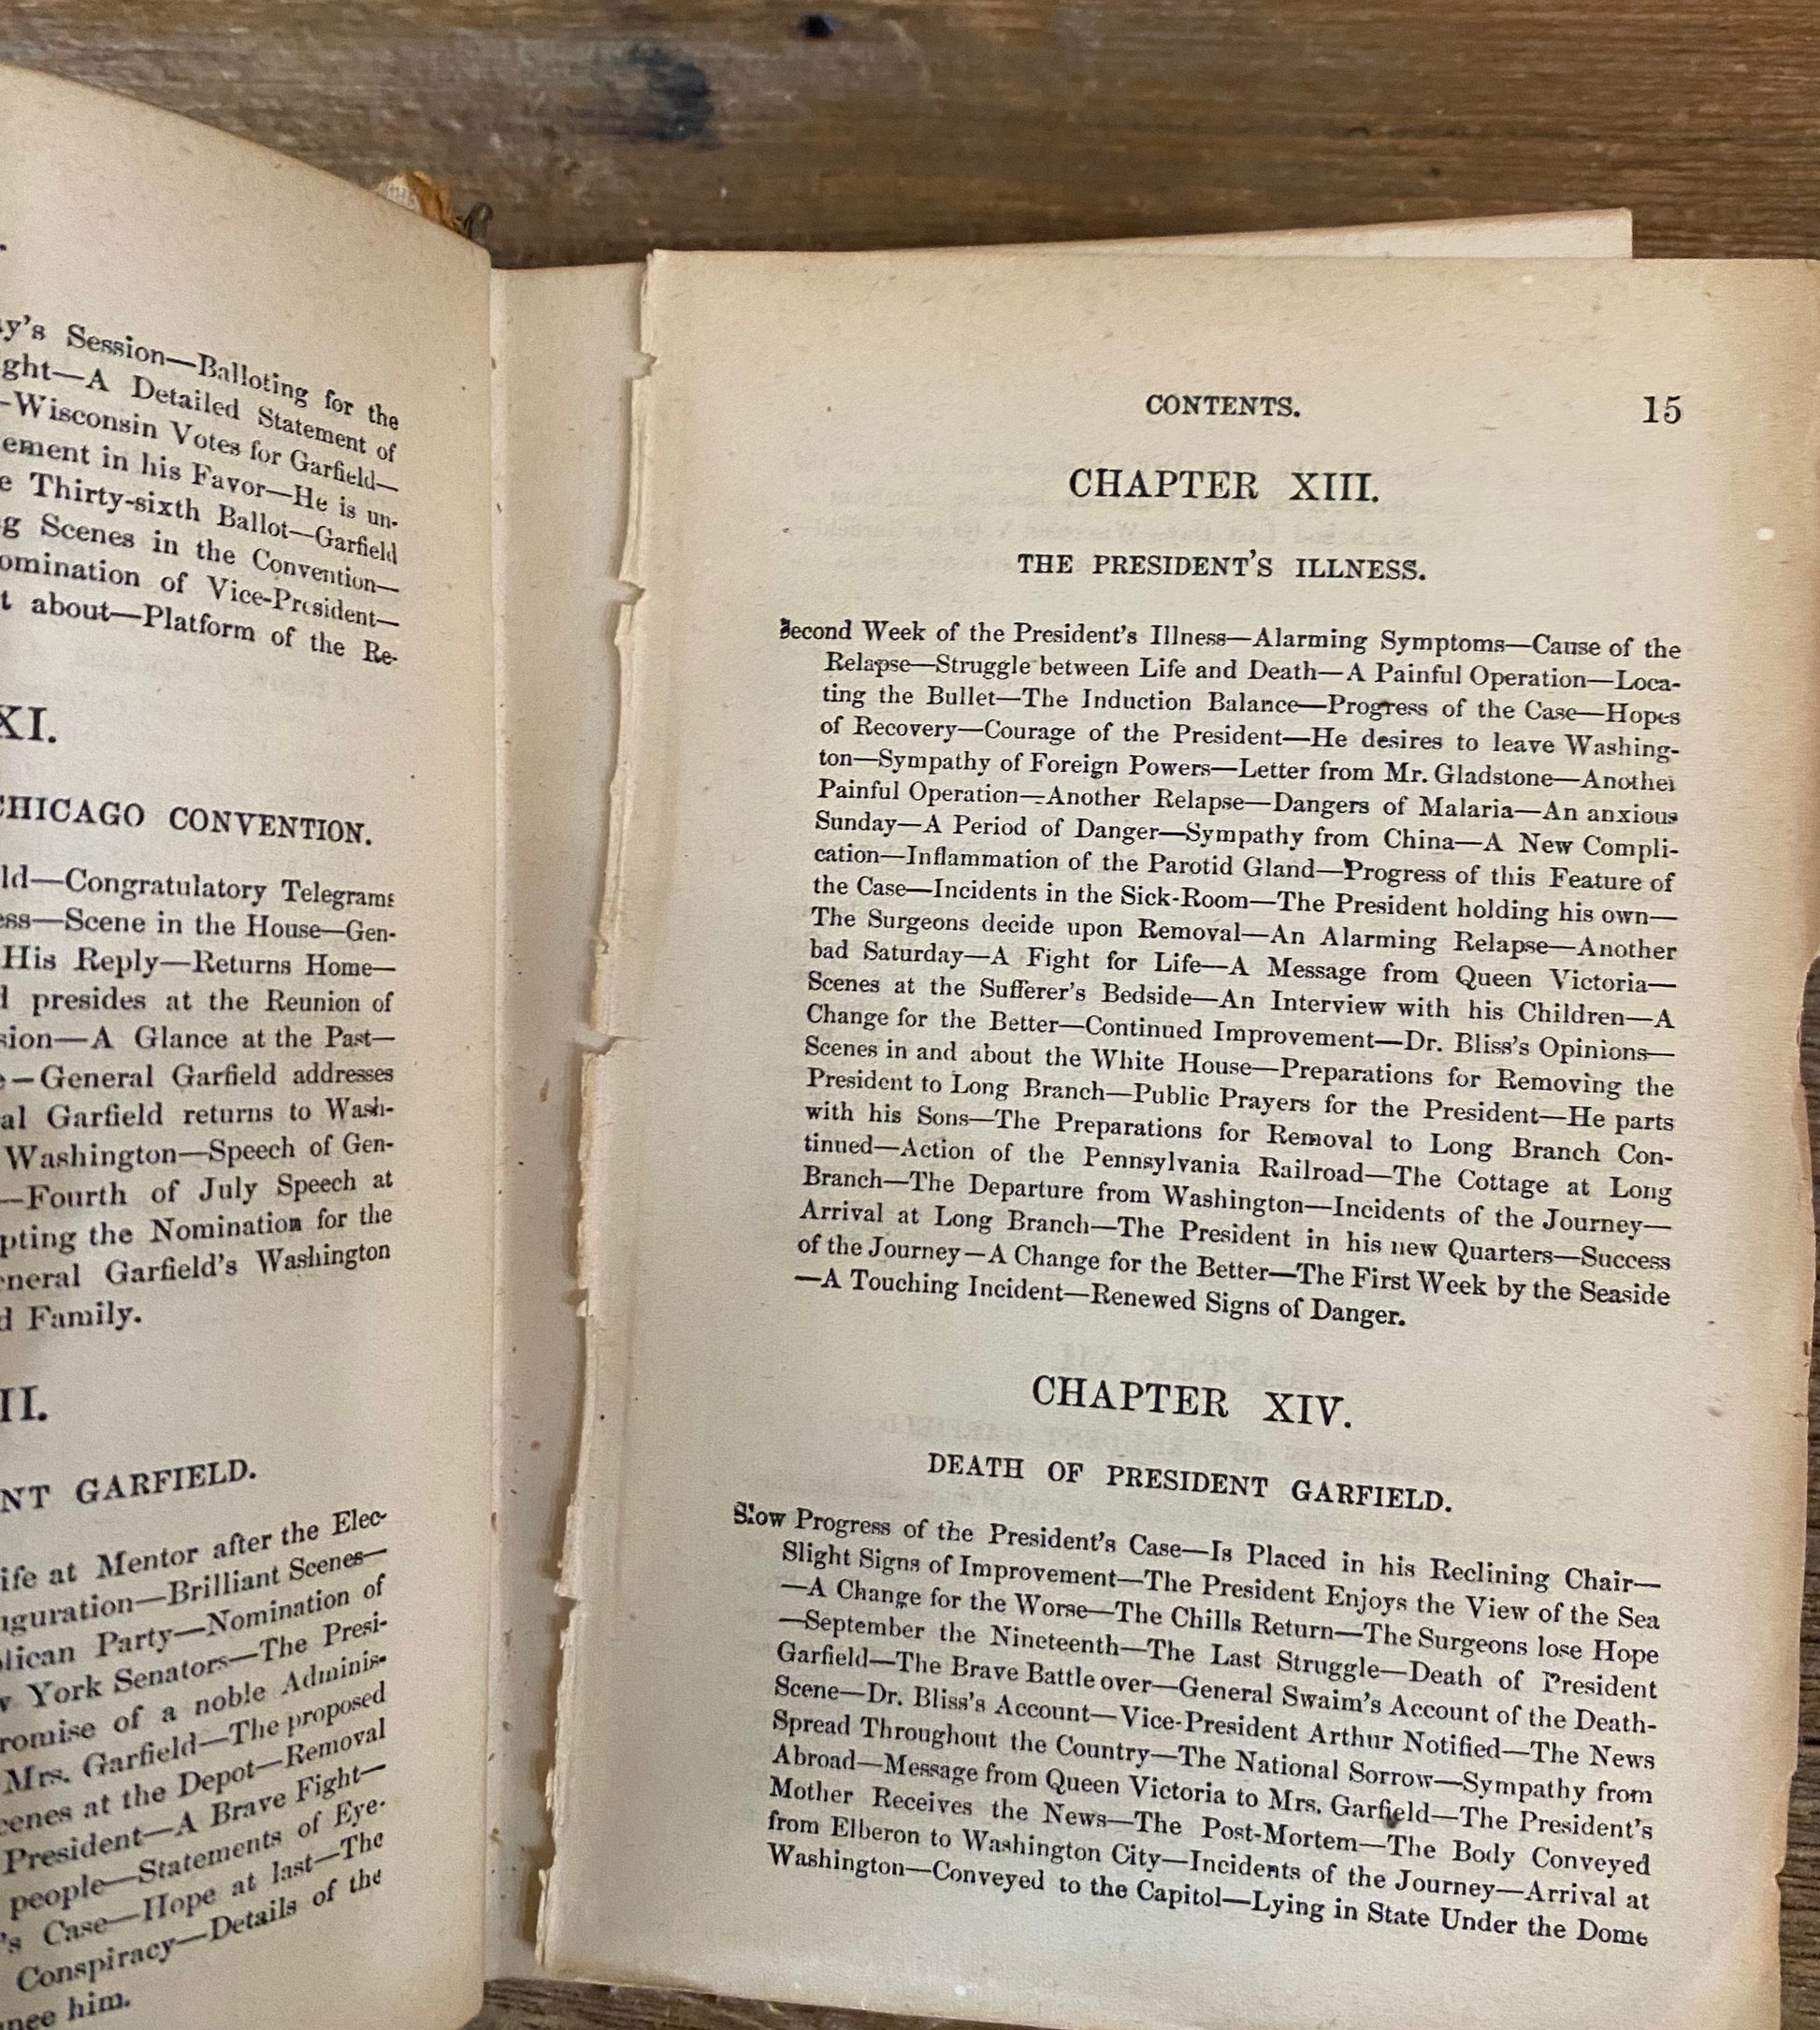 y's Session—Balloting for the
ght—A Detailed Statement of
-Wisconsin Votes for Garfield—
ement in his Favor—He is un-
e Thirty-sixth Ballot—Garfield
g Scenes in the Convention—
omination of Vice-President—
t about—Platform of the Re-
XI.
CHICAGO CONVENTION.
ld—Congratulatory Telegrams
ess—Scene in the House—Gen-
His Reply—Returns Home—
d presides at the Reunion of
sion—A Glance at the Past—
e—General Garfield addresses
al Garfield returns to Wash-
Washington—Speech of Gen-
—Fourth of July Speech at
pting the Nomination for the
eneral Garfield's Washington
d Family.
II.
NT GARFIELD.
ife at Mentor after the Elec-
uguration—Brilliant Scenes—
blican Party—Nomination of
w York Senators—The Presi-
romise of a noble Adminis-
Mrs. Garfield—The proposed
cenes at the Depot—Removal
President—A Brave Fight—
people—Statements of Eye-
's Case—Hope at last—The
Conspiracy—Details of the
nee him.
CONTENTS. 15
CHAPTER XIII.
THE PRESIDENT'S ILLNESS.
Second Week of the President's Illness—Alarming Symptoms—Cause of the
Relapse—Struggle between Life and Death—A Painful Operation—Loca-
ting the Bullet—The Induction Balance—Progress of the Case—Hopes
of Recovery—Courage of the President—He desires to leave Washing-
ton—Sympathy of Foreign Powers—Letter from Mr. Gladstone—Another
Painful Operation—Another Relapse—Dangers of Malaria—An anxious
Sunday—A Period of Danger—Sympathy from China—A New Compli-
cation—Inflammation of the Parotid Gland—Progress of this Feature of
the Case—Incidents in the Sick-Room—The President holding his own—
The Surgeons decide upon Removal—An Alarming Relapse—Another
bad Saturday—A Fight for Life—A Message from Queen Victoria—
Scenes at the Sufferer's Bedside—An Interview with his Children—A
Change for the Better—Continued Improvement—Dr. Bliss's Opinions—
Scenes in and about the White House—Preparations for Removing the
President to Long Branch—Public Prayers for the President—He parts
with his Sons—The Preparations for Removal to Long Branch Con-
tinued—Action of the Pennsylvania Railroad—The Cottage at Long
Branch—The Departure from Washington—Incidents of the Journey—
Arrival at Long Branch—The President in his new Quarters—Success
of the Journey—A Change for the Better—The First Week by the Seaside
—A Touching Incident—Renewed Signs of Danger.
CHAPTER XIV.
DEATH OF PRESIDENT GARFIELD.
Slow Progress of the President's Case—Is Placed in his Reclining Chair—
Slight Signs of Improvement—The President Enjoys the View of the Sea
—A Change for the Worse—The Chills Return—The Surgeons lose Hope
—September the Nineteenth—The Last Struggle—Death of President
Garfield—The Brave Battle over—General Swaim's Account of the Death-
Scene—Dr. Bliss's Account—Vice-President Arthur Notified—The News
Spread Throughout the Country—The National Sorrow—Sympathy from
Abroad—Message from Queen Victoria to Mrs. Garfield—The President's
Mother Receives the News—The Post-Mortem—The Body Conveyed
from Elberon to Washington City—Incidents of the Journey—Arrival at
Washington—Conveyed to the Capitol—Lying in State Under the Dome